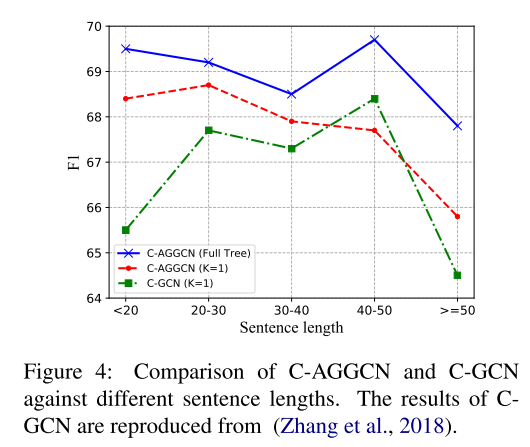 70
69
68
67
66
65
64
F1
C-AGGCN (Full Tree)
C-AGGCN (K=1)
C-GCN (K=1)
<20 20-30 30-40 40-50 >=50
Sentence length
Figure 4: Comparison of C-AGGCN and C-GCN
against different sentence lengths. The results of C-
GCN are reproduced from (Zhang et al., 2018).